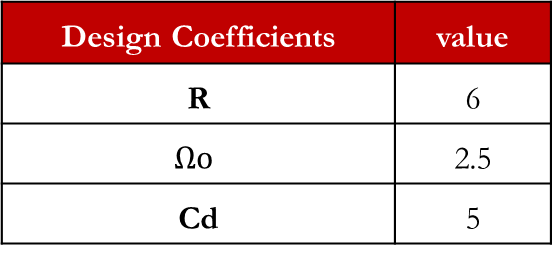 Design Coefficients value
R 6
Ωo 2.5
Cd 5